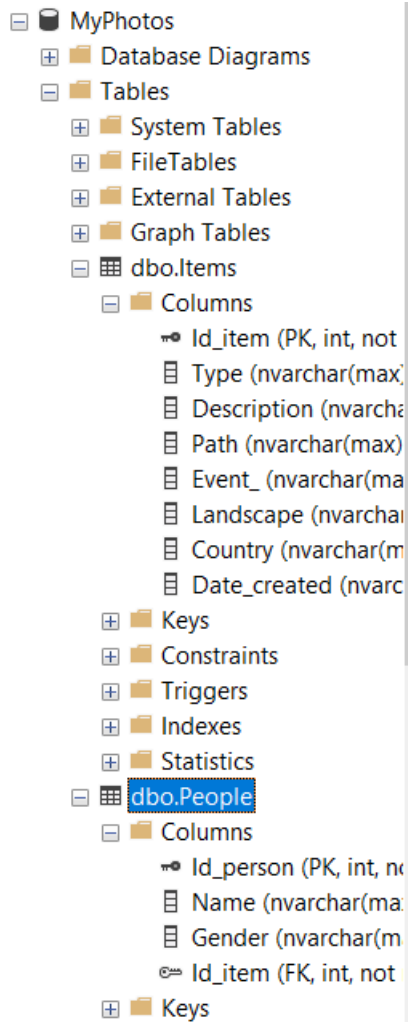 MyPhotos
Database Diagrams
Tables
System Tables
FileTables
External Tables
Graph Tables
dbo.Items
Columns
Id_item (PK, int, not
Type (nvarchar(max)
Description (nvarcha
Path (nvarchar(max)
Event_ (nvarchar(ma
Landscape (nvarchar
Country (nvarchar(m
Date_created (nvarc
Keys
Constraints
Triggers
Indexes
Statistics
dbo.People
Columns
Id_person (PK, int, no
Name (nvarchar(ma
Gender (nvarchar(m
Id_item (FK, int, not
Keys